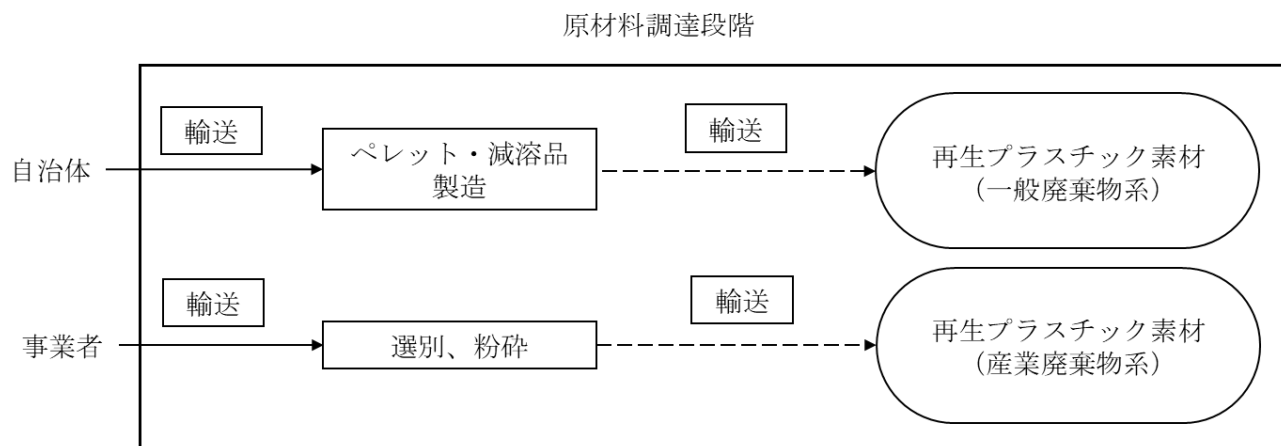 原材料調達段階
輸送
輸送
自治体
ペレット・減溶品
製造
再生プラスチック素材
（一般廃棄物系）
輸送
輸送
事業者
選別、粉砕
再生プラスチック素材
（産業廃棄物系）